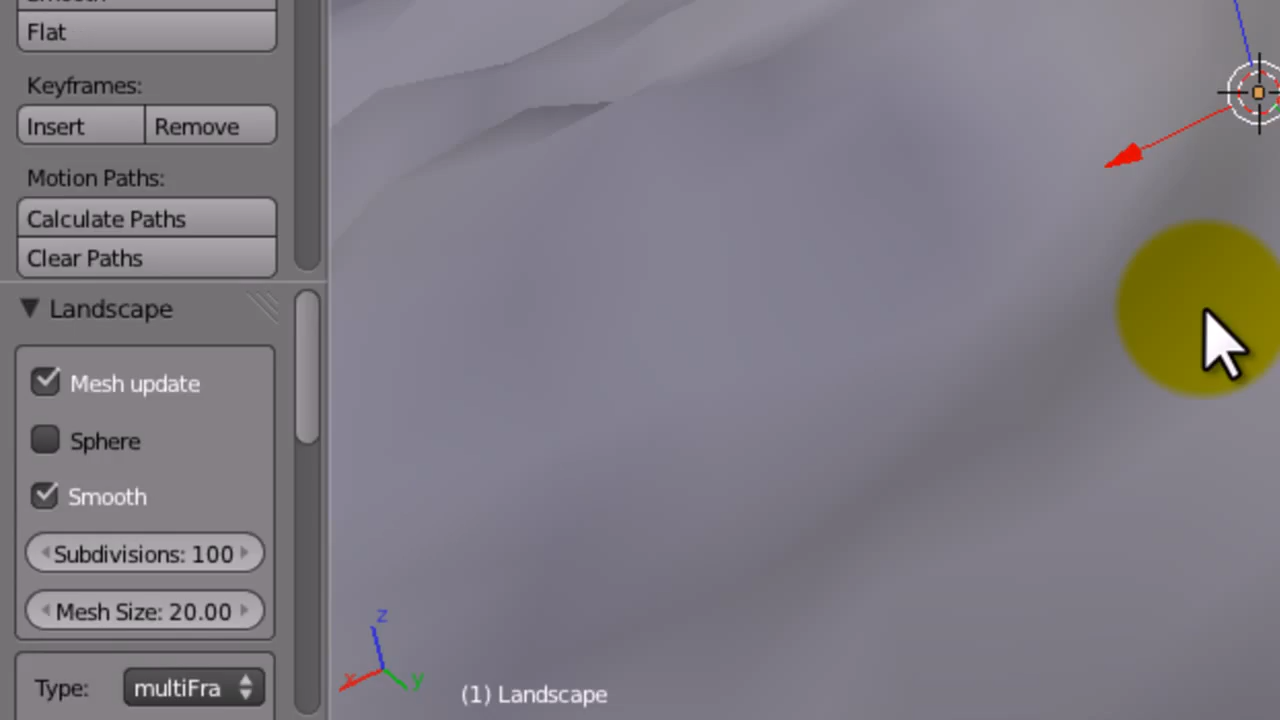 Flat
Keyframes:
Insert Remove
Motion Paths:
Calculate Paths
Clear Paths
Landscape
Mesh update
Sphere
Smooth
Subdivisions: 100
Mesh Size: 20.00
Type: multiFra
z
x y
(1) Landscape